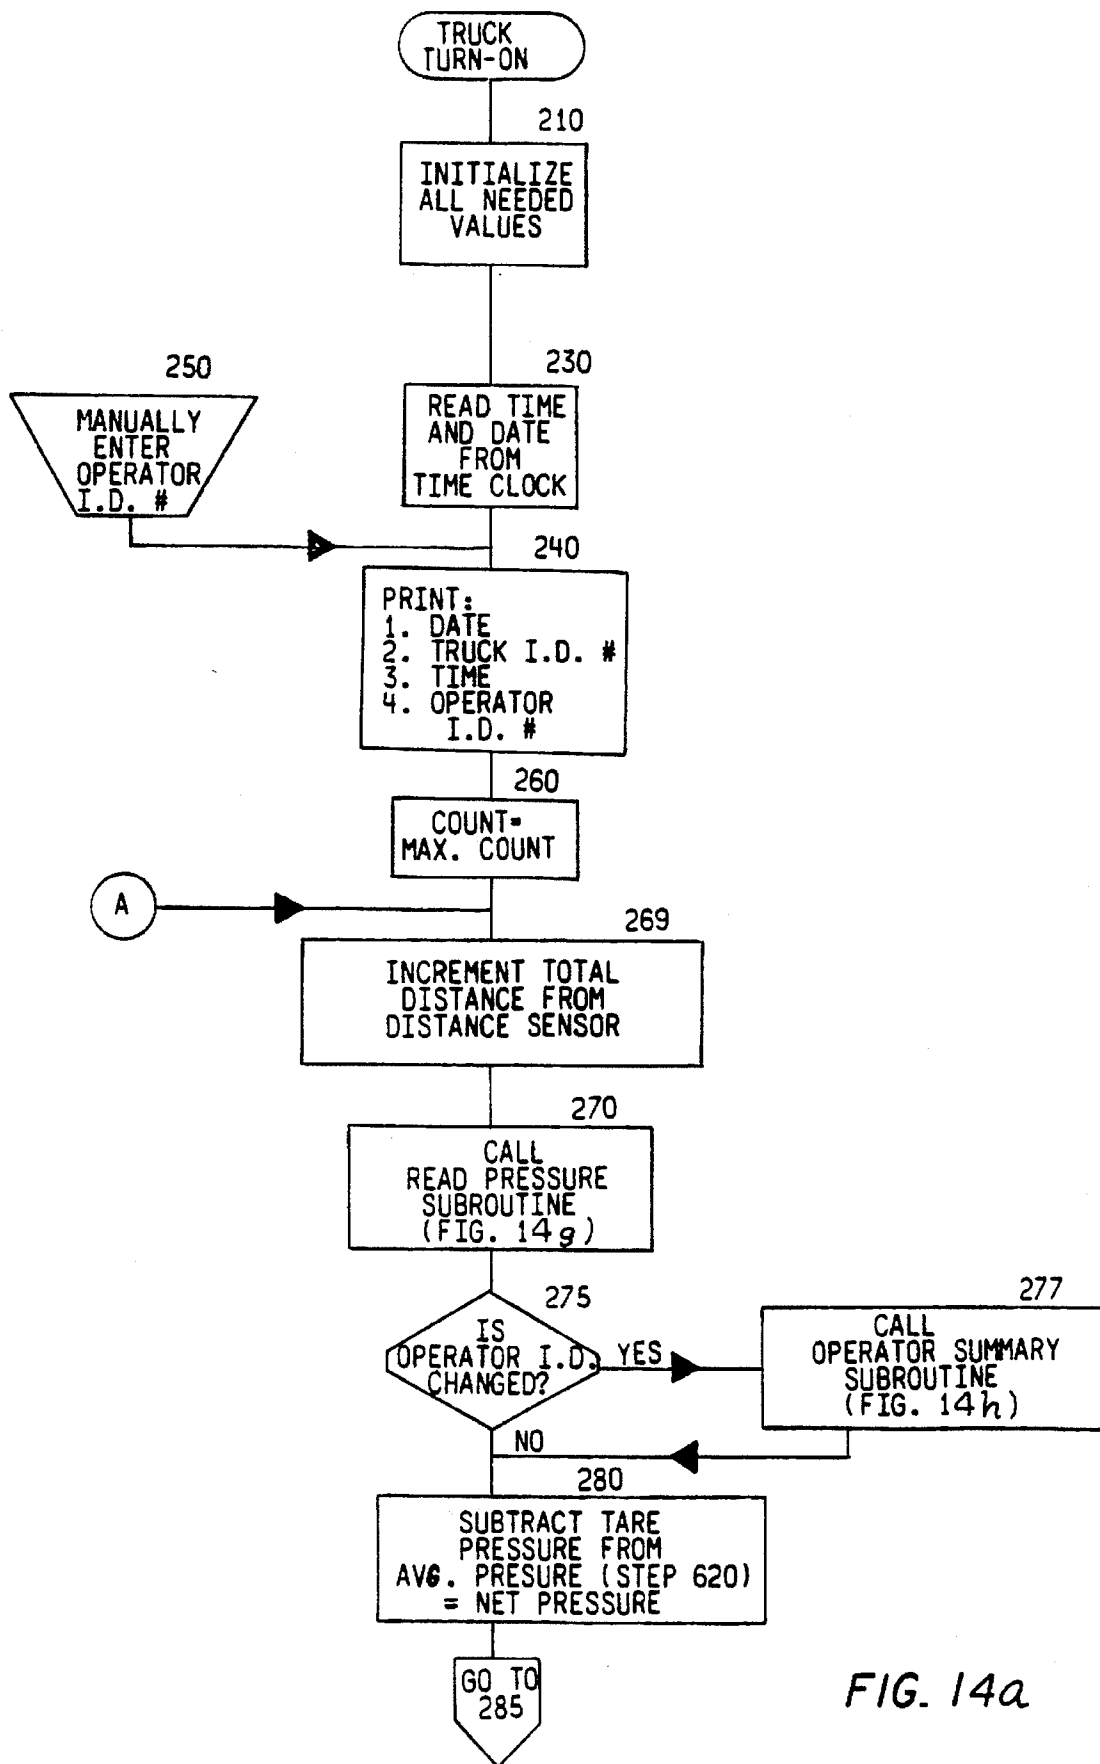 TRUCK
TURN-ON
210
INITIALIZE
ALL NEEDED
VALUES
230
READ TIME
AND DATE
FROM
TIME CLOCK
250
MANUALLY
ENTER
OPERATOR
I.D. #
240
PRINT:
1. DATE
2. TRUCK I.D. #
3. TIME
4. OPERATOR
I.D. #
260
COUNT=
MAX. COUNT
A
269
INCREMENT TOTAL
DISTANCE FROM
DISTANCE SENSOR
270
CALL
READ PRESSURE
SUBROUTINE
(FIG. 14g)
275
IS
OPERATOR I.D.
CHANGED?
YES
277
CALL
OPERATOR SUMMARY
SUBROUTINE
(FIG. 14h)
NO
280
SUBTRACT TARE
PRESSURE FROM
AVG. PRESURE (STEP 620)
= NET PRESSURE
GO TO
285
FIG. 14a